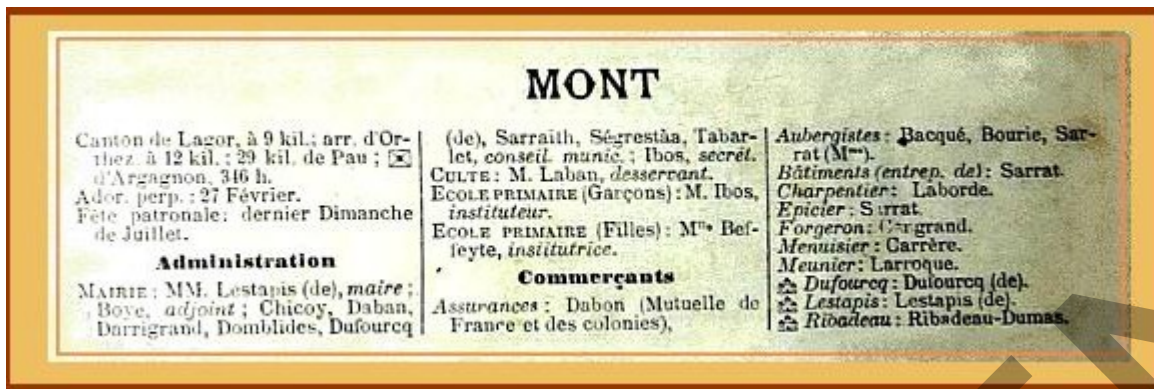 MONT
Canton de Lagor, à 9 kil.; arr. d'Or-
thez à 12 kil.; 29 kil. de Pau; ✉
d'Argagnon, 346 h.
Ador. perp.: 27 Février.
Fête patronale: dernier Dimanche
de Juillet.
Administration
MAIRIE: MM. Lestapis (de), maire;
Boye, adjoint; Chicoy, Daban,
Darrigrand, Domblides, Dufourcq
(de), Sarraith, Ségrestàa, Tabar-
let, conseil. munic.; Ibos, secrét.
CULTE: M. Laban, desservant.
ECOLE PRIMAIRE (Garçons): M. Ibos,
instituteur.
ECOLE PRIMAIRE (Filles): Mlle Bef-
feyte, institutrice.
Commerçants
Assurances: Dabon (Mutuelle de
France et des colonies),
Aubergistes: Bacqué, Bourie, Sar-
rat (Mme).
Bâtiments (entrep. de): Sarrat.
Charpentier: Laborde.
Epicier: Sarrat.
Forgeron:
Menuisier: Carrère.
Meunier: Larroque.
Dufourcq: Dufourcq (de).
Lestapis: Lestapis (de).
Ribadeau: Ribadeau-Dumas.